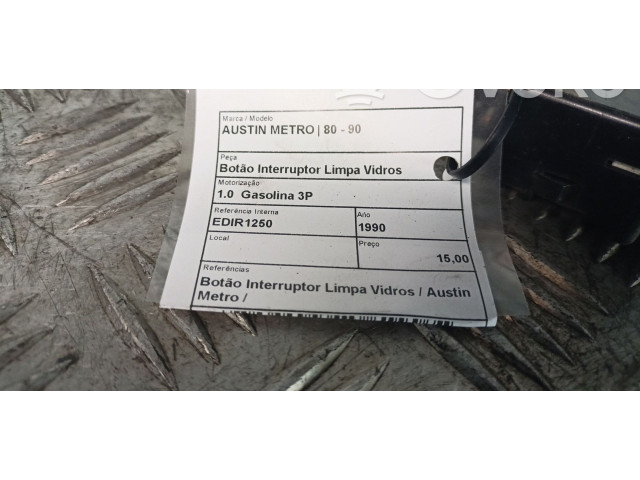 Marca / Modelo
AUSTIN METRO | 80 - 90
Peça
Botão Interruptor Limpa Vidros
Motorização
1.0 Gasolina 3P
Referência Interna
EDIR1250
Ano
1990
Local
Preço
15,00
Referências
Botão Interruptor Limpa Vidros / Austin
Metro /